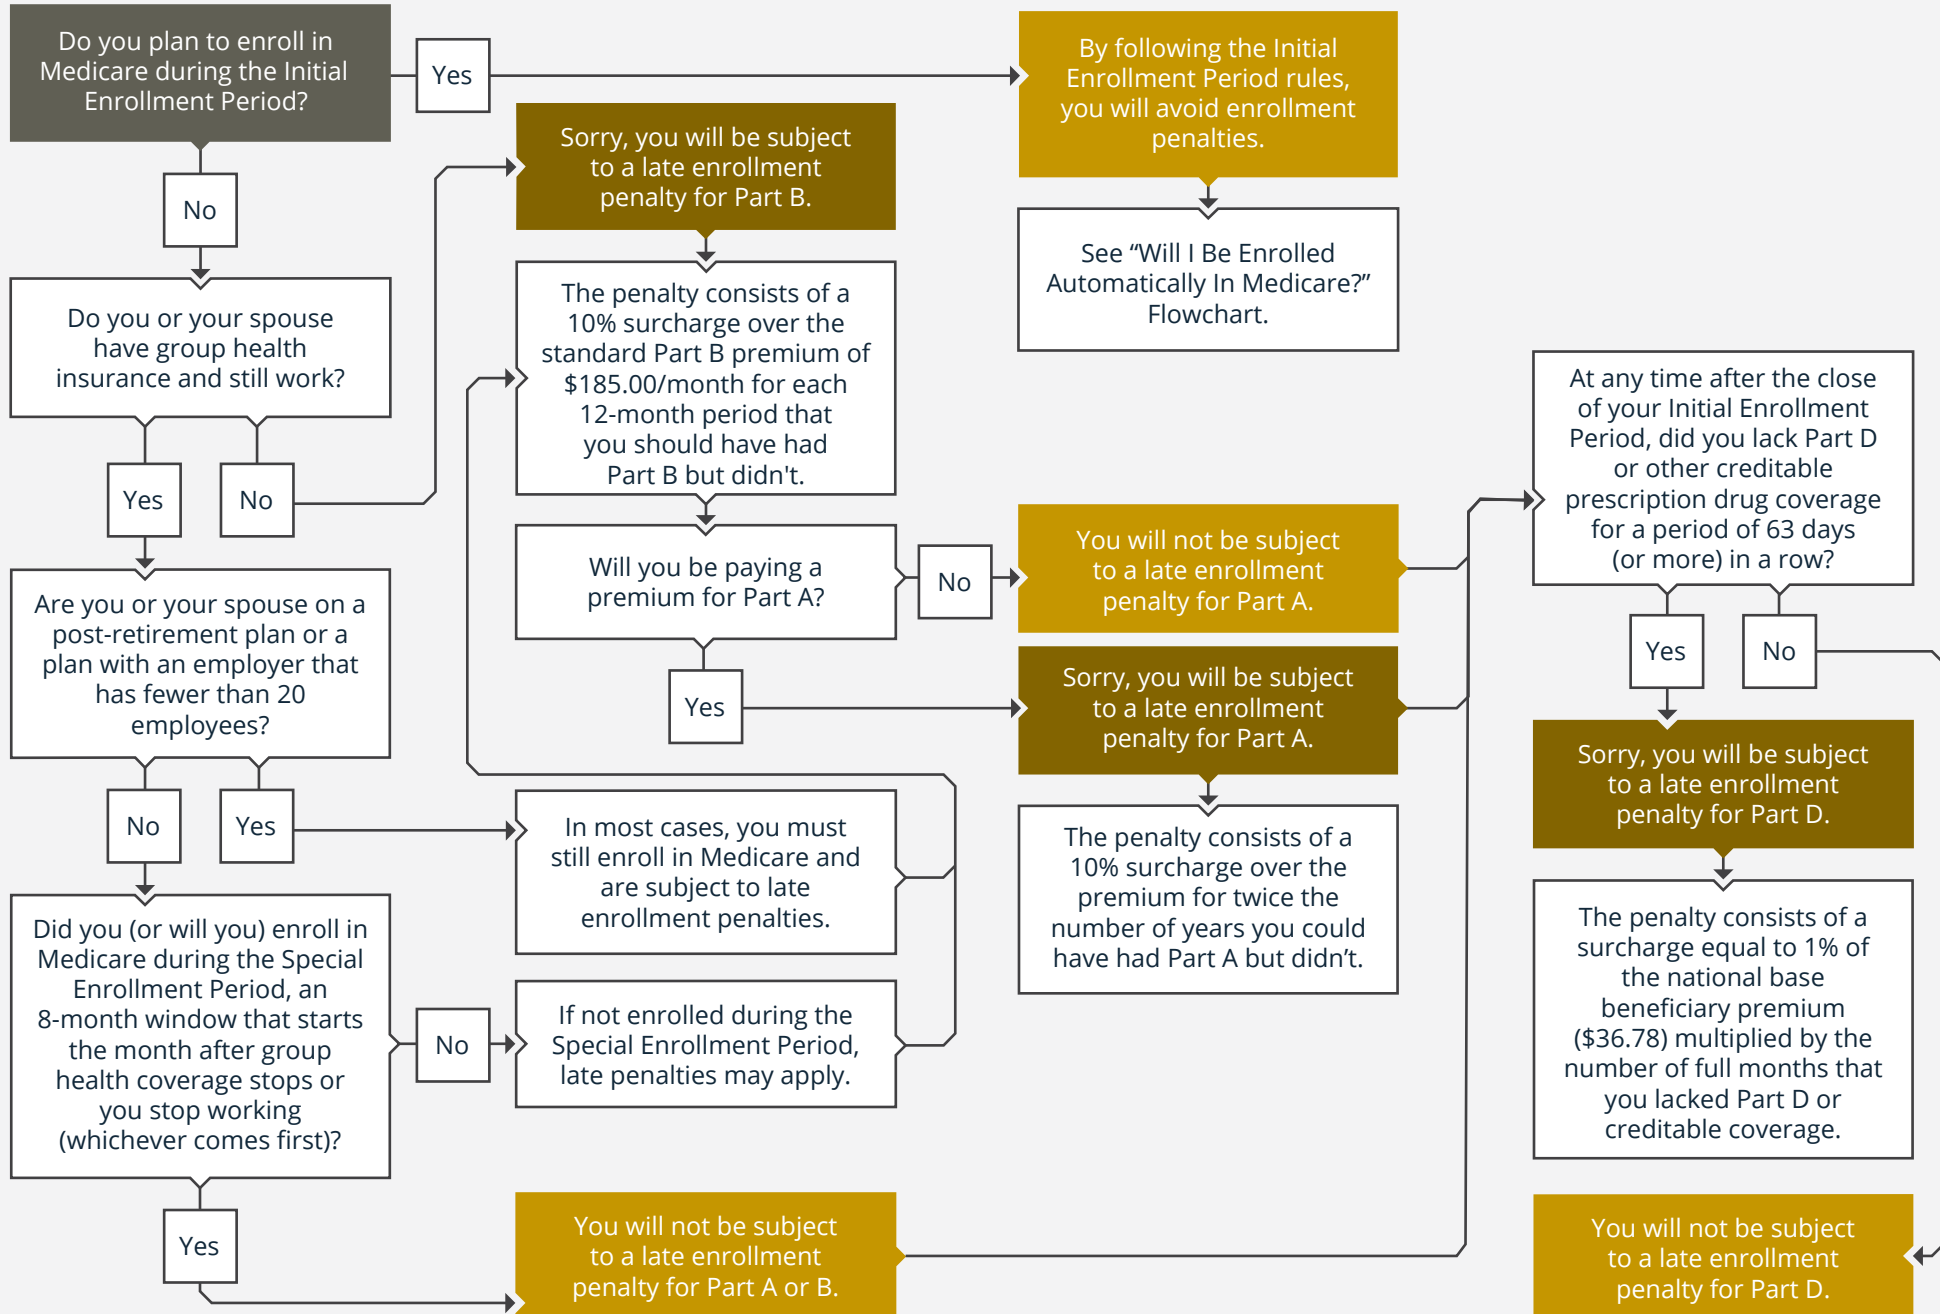 Do you plan to enroll in
Medicare during the Initial
Enrollment Period?
Yes
By following the Initial
Enrollment Period rules,
you will avoid enrollment
penalties.
See “Will I Be Enrolled
Automatically In Medicare?”
Flowchart.
No
Do you or your spouse
have group health
insurance and still work?
Yes
No
Sorry, you will be subject
to a late enrollment
penalty for Part B.
The penalty consists of a
10% surcharge over the
standard Part B premium of
$185.00/month for each
12-month period that
you should have had
Part B but didn't.
Will you be paying a
premium for Part A?
No
You will not be subject
to a late enrollment
penalty for Part A.
Yes
Sorry, you will be subject
to a late enrollment
penalty for Part A.
The penalty consists of a
10% surcharge over the
premium for twice the
number of years you could
have had Part A but didn’t.
Are you or your spouse on a
post-retirement plan or a
plan with an employer that
has fewer than 20
employees?
No
Yes
In most cases, you must
still enroll in Medicare and
are subject to late
enrollment penalties.
Did you (or will you) enroll in
Medicare during the Special
Enrollment Period, an
8-month window that starts
the month after group
health coverage stops or
you stop working
(whichever comes first)?
No
If not enrolled during the
Special Enrollment Period,
late penalties may apply.
Yes
You will not be subject
to a late enrollment
penalty for Part A or B.
At any time after the close
of your Initial Enrollment
Period, did you lack Part D
or other creditable
prescription drug coverage
for a period of 63 days
(or more) in a row?
Yes
No
Sorry, you will be subject
to a late enrollment
penalty for Part D.
The penalty consists of a
surcharge equal to 1% of
the national base
beneficiary premium
($36.78) multiplied by the
number of full months that
you lacked Part D or
creditable coverage.
You will not be subject
to a late enrollment
penalty for Part D.